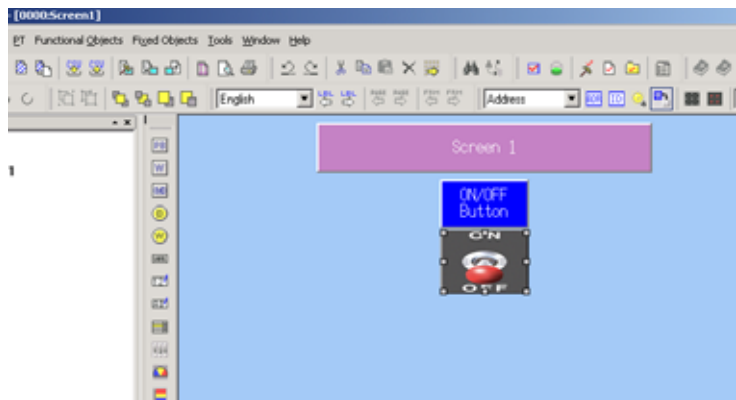 [0000:Screen1]
PT Functional Objects Fixed Objects Tools Window Help
English
Address
Screen 1
ON/OFF
Button
ON
OFF